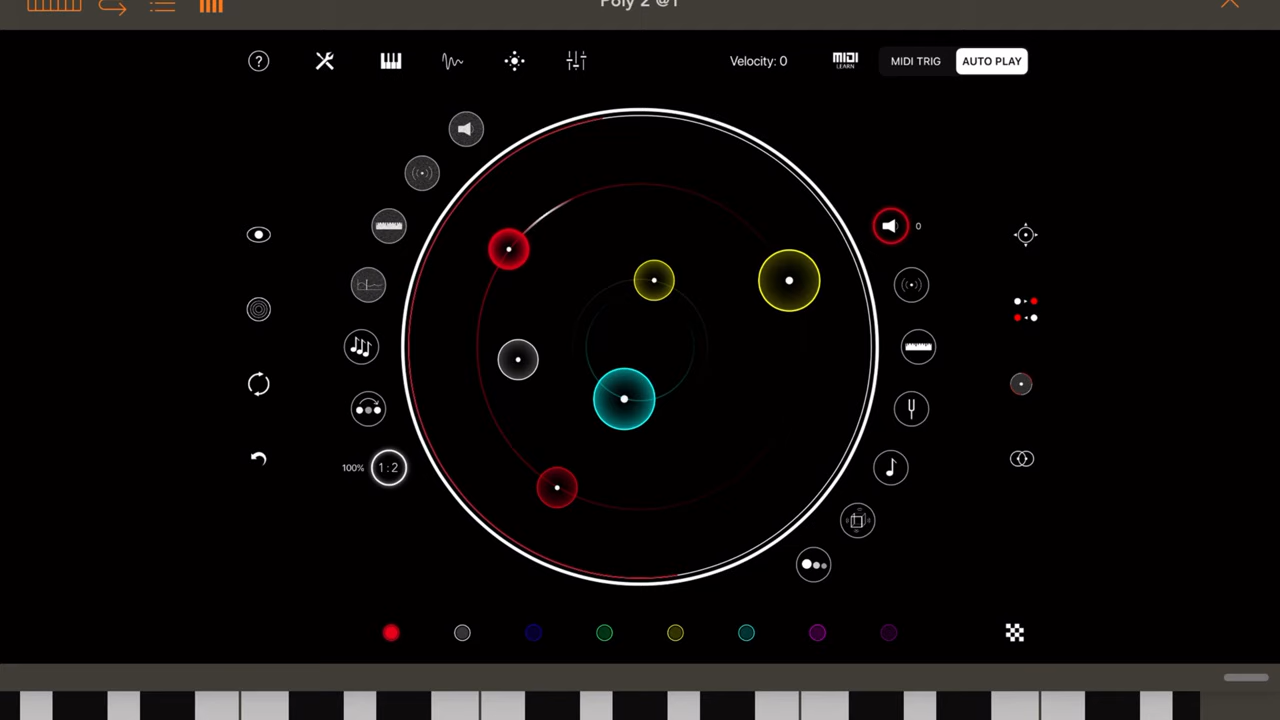 Poly 2 @1
?
Velocity: 0
MIDI
LEARN
MIDI TRIG
AUTO PLAY
0
100%
1:2